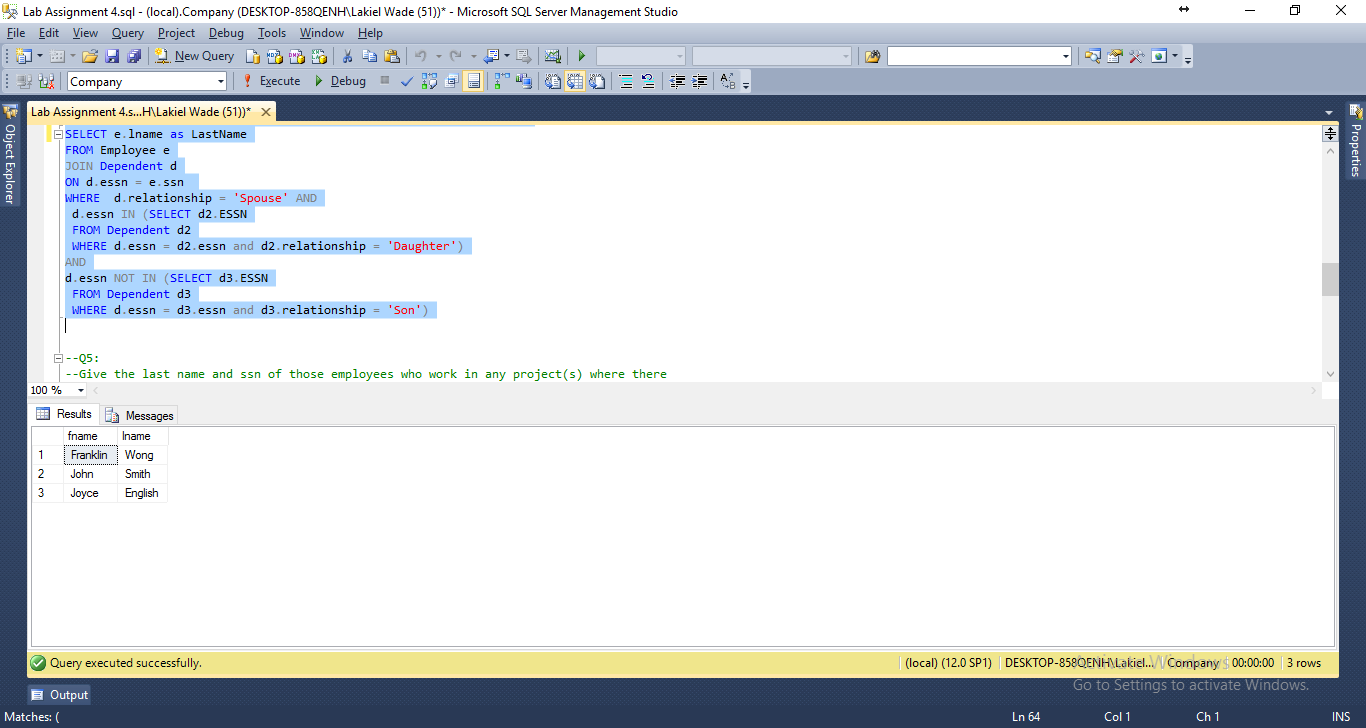 Lab Assignment 4.sql - (local).Company (DESKTOP-858QENH\Lakiel Wade (51))* - Microsoft SQL Server Management Studio
File Edit View Query Project Debug Tools Window Help
New Query
Company Execute Debug
Object Explorer
Properties
Lab Assignment 4.s...H\Lakiel Wade (51))*
SELECT e.lname as LastName
FROM Employee e
JOIN Dependent d
ON d.essn = e.ssn
WHERE d.relationship = 'Spouse' AND
d.essn IN (SELECT d2.ESSN
FROM Dependent d2
WHERE d.essn = d2.essn and d2.relationship = 'Daughter')
AND
d.essn NOT IN (SELECT d3.ESSN
FROM Dependent d3
WHERE d.essn = d3.essn and d3.relationship = 'Son')
--Q5:
--Give the last name and ssn of those employees who work in any project(s) where there
100 %
Results Messages
fname lname
1 Franklin Wong
2 John Smith
3 Joyce English
Query executed successfully. (local) (12.0 SP1) DESKTOP-858QENH\Lakiel... Company 00:00:00 3 rows
Activate Windows
Go to Settings to activate Windows.
Output
Matches: ( Ln 64 Col 1 Ch 1 INS